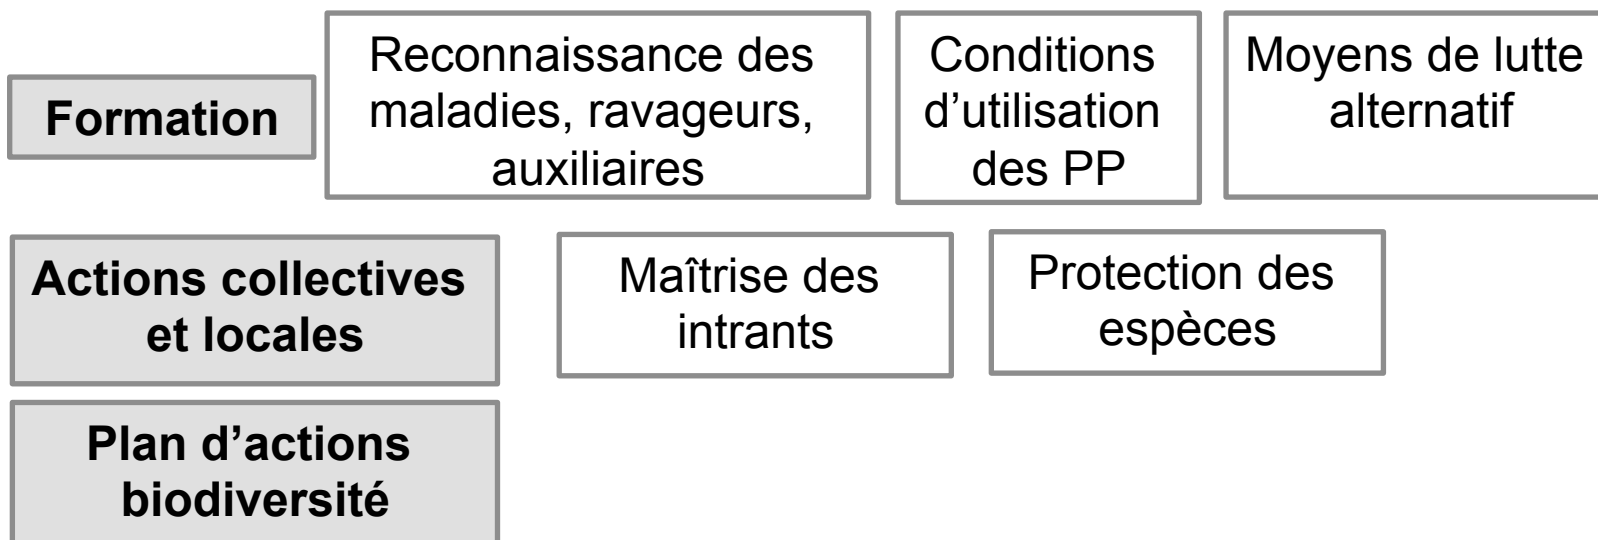 Formation
Reconnaissance des
maladies, ravageurs,
auxiliaires
Conditions
d’utilisation
des PP
Moyens de lutte
alternatif
Actions collectives
et locales
Maîtrise des
intrants
Protection des
espèces
Plan d’actions
biodiversité